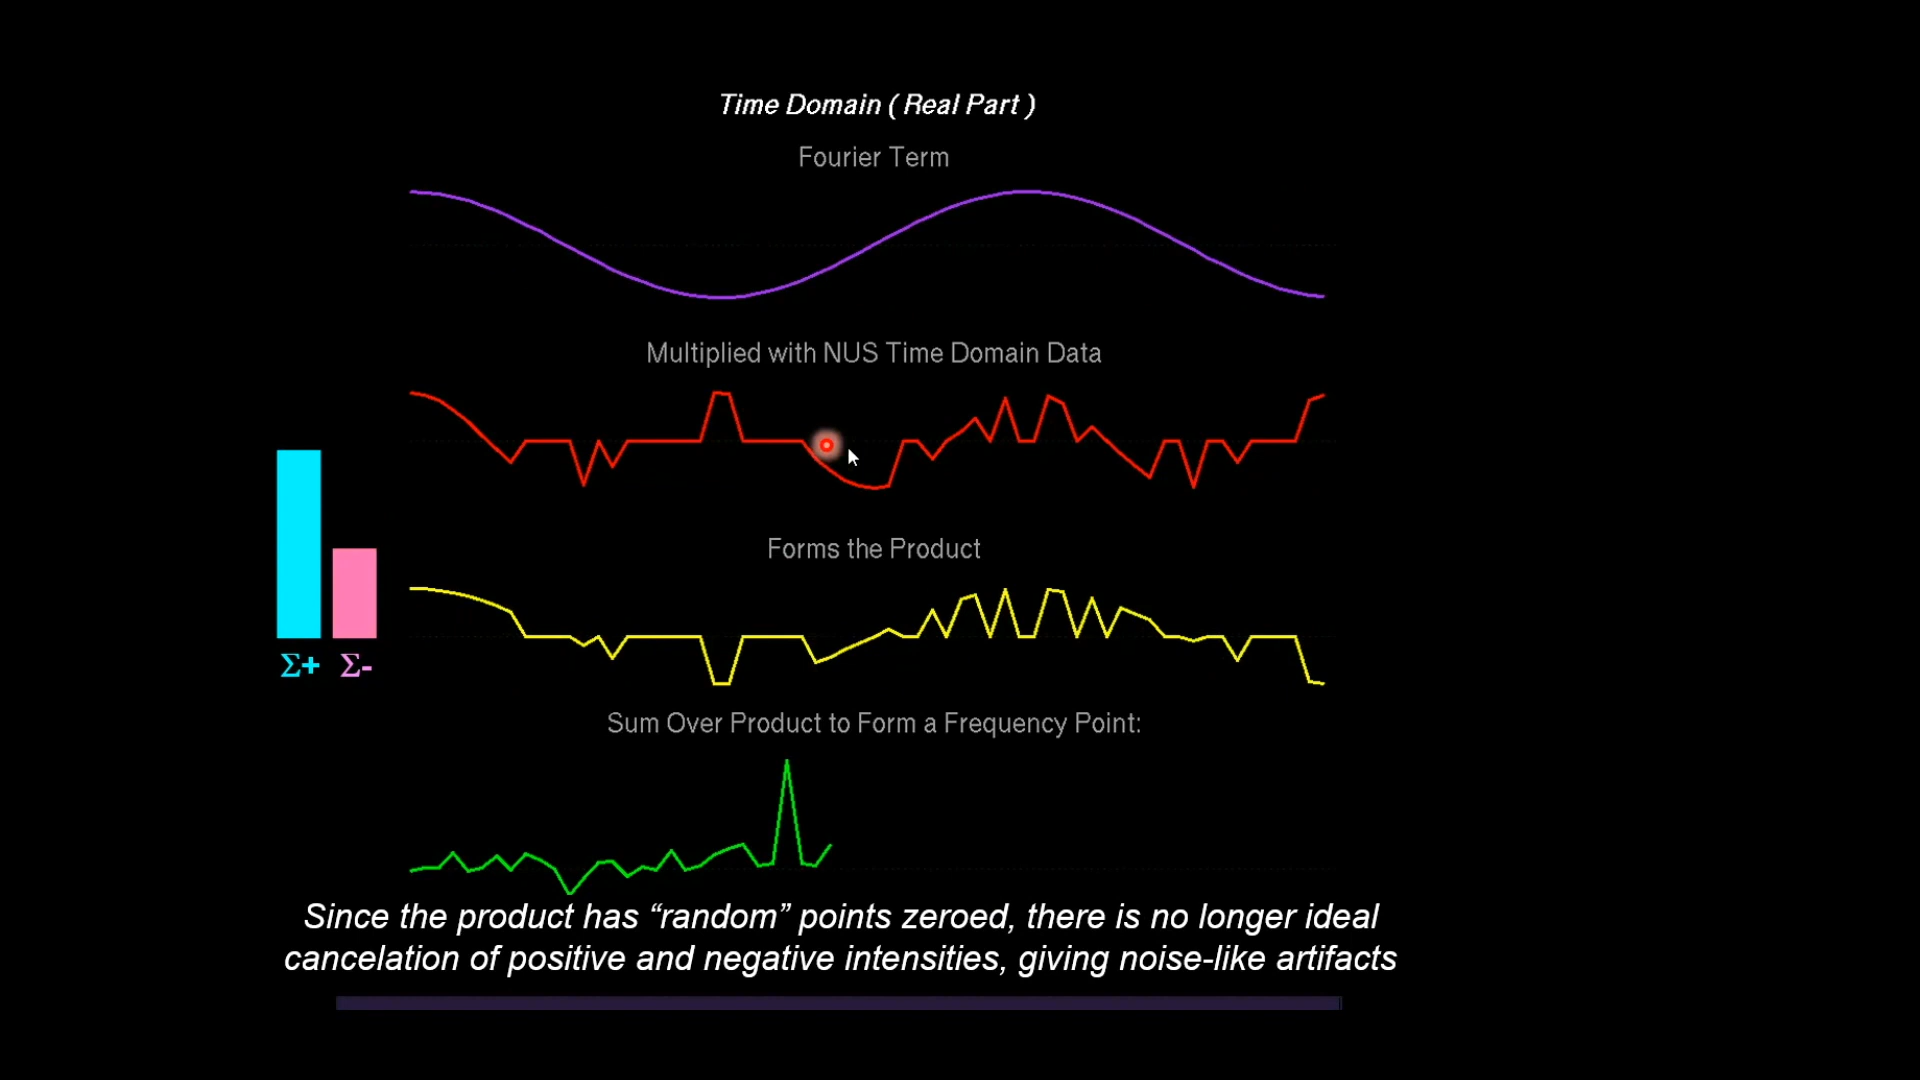 Time Domain ( Real Part )
Fourier Term
Multiplied with NUS Time Domain Data
Forms the Product
Σ+ Σ-
Sum Over Product to Form a Frequency Point:
Since the product has “random” points zeroed, there is no longer ideal
cancelation of positive and negative intensities, giving noise-like artifacts